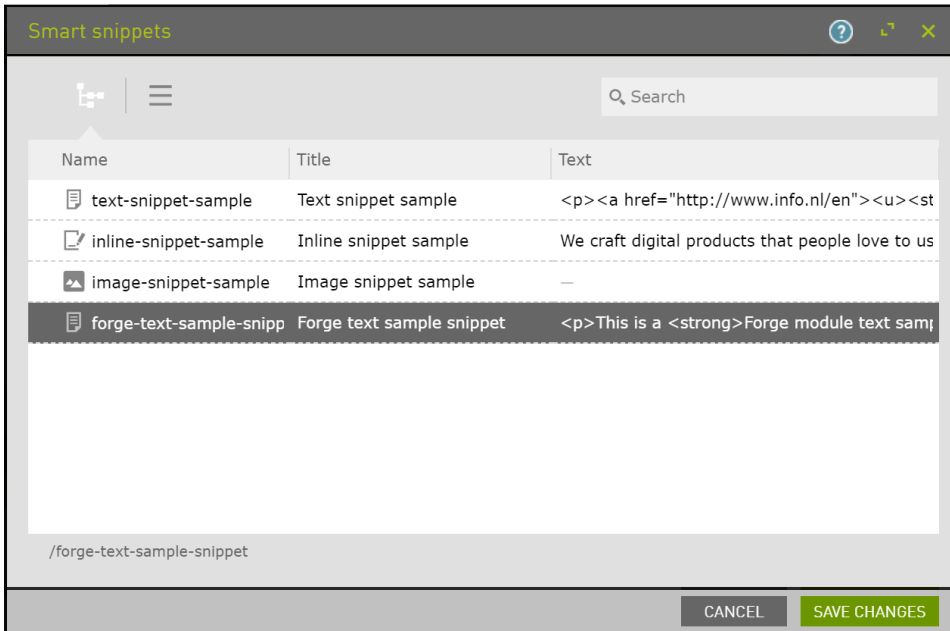 Smart snippets
?
Search
Name Title Text
text-snippet-sample Text snippet sample <p><a href="http://www.info.nl/en"><u><st
inline-snippet-sample Inline snippet sample We craft digital products that people love to us
image-snippet-sample Image snippet sample —
forge-text-sample-snipp Forge text sample snippet <p>This is a <strong>Forge module text samp
/forge-text-sample-snippet
CANCEL SAVE CHANGES